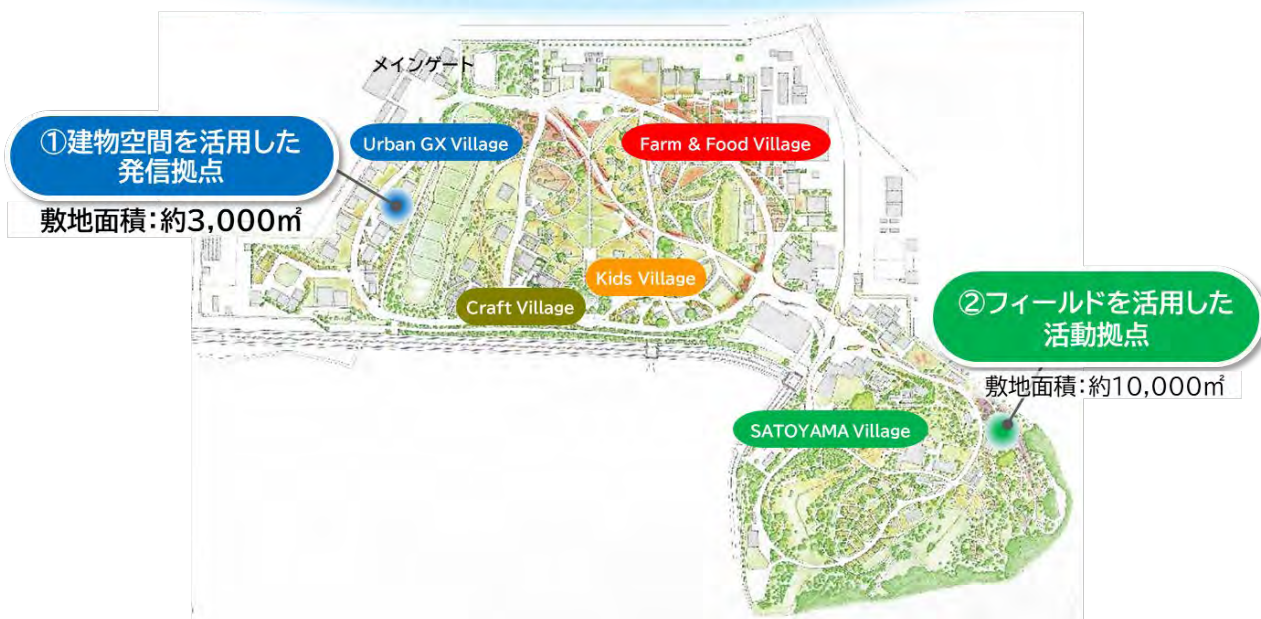 メインゲート
①建物空間を活用した
発信拠点
敷地面積:約3,000㎡
Urban GX Village
Farm & Food Village
Kids Village
Craft Village
②フィールドを活用した
活動拠点
敷地面積:約10,000㎡
SATOYAMA Village